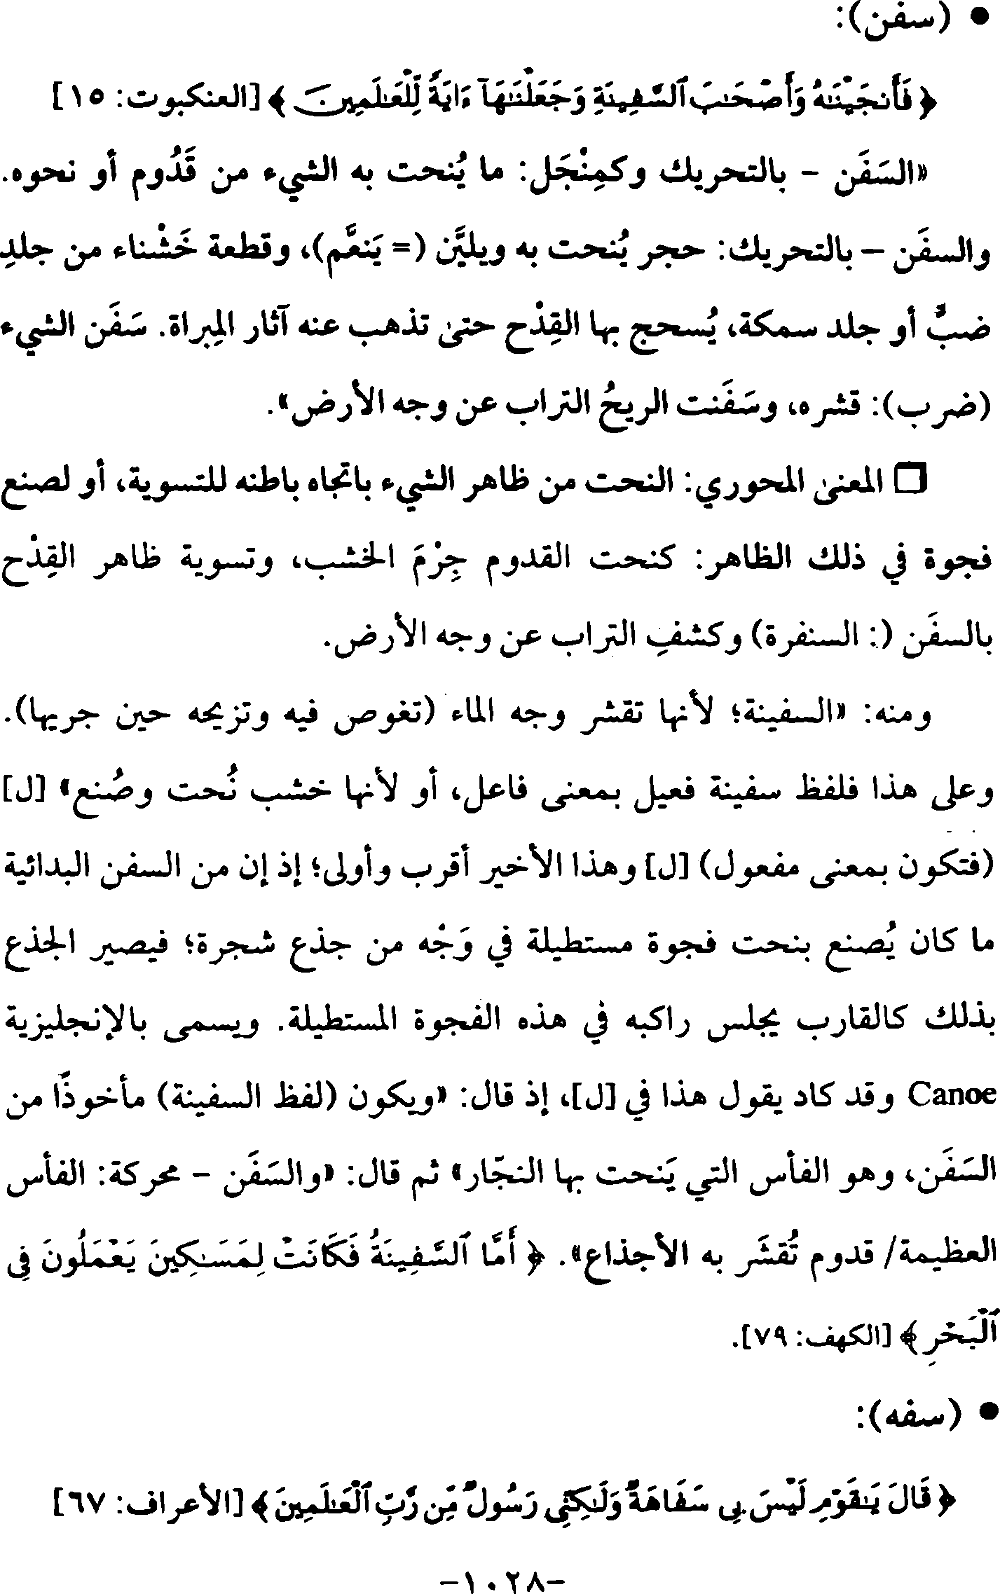 ● (سفن):
﴿ فَأَنجَيْنَٰهُ وَأَصْحَٰبَ ٱلسَّفِينَةِ وَجَعَلْنَٰهَآ ءَايَةً لِّلْعَٰلَمِينَ ﴾ [العنكبوت: ١٥]
«السَفَن - بالتحريك وكمِنْجَل: ما يُنحت به الشيء من قَدُوم أو نحوه.
والسفَن – بالتحريك: حجر يُنحت به ويليَّن (= يَنعَّم)، وقطعة خَشْناء من جلدِ
ضبٍّ أو جلد سمكة، يُسحج بها القِدْح حتىٰ تذهب عنه آثار المِبراة. سَفَن الشيء
(ضرب): قشره، وسَفَنت الريحُ التراب عن وجه الأرض».
❒ المعنىٰ المحوري: النحت من ظاهر الشيء باتجاه باطنه للتسوية، أو لصنع
فجوة في ذلك الظاهر: كنحت القدوم جِرْمَ الخشب، وتسوية ظاهر القِدْح
بالسفَن (: السنفرة) وكشفِ التراب عن وجه الأرض.
ومنه: «السفينة؛ لأنها تقشر وجه الماء (تغوص فيه وتزيحه حين جريها).
وعلى هذا فلفظ سفينة فعيل بمعنى فاعل، أو لأنها خشب نُحت وصُنع» [ل]
(فتكون بمعنى مفعول) [ل] وهذا الأخير أقرب وأولى؛ إذ إن من السفن البدائية
ما كان يُصنع بنحت فجوة مستطيلة في وَجْه من جذع شجرة؛ فيصير الجذع
بذلك كالقارب يجلس راكبه في هذه الفجوة المستطيلة. ويسمى بالإنجليزية
Canoe وقد كاد يقول هذا في [ل]، إذ قال: «ويكون (لفظ السفينة) مأخوذًا من
السَفَن، وهو الفأس التي يَنحت بها النجّار» ثم قال: «والسَفَن - محركة: الفأس
العظيمة/ قدوم تُقشَّر به الأجذاع». ﴿ أَمَّا ٱلسَّفِينَةُ فَكَانَتْ لِمَسَٰكِينَ يَعْمَلُونَ فِى
ٱلْبَحْرِ ﴾ [الكهف: ٧٩].
● (سفه):
﴿ قَالَ يَٰقَوْمِ لَيْسَ بِى سَفَاهَةٌ وَلَٰكِنِّى رَسُولٌ مِّن رَّبِّ ٱلْعَٰلَمِينَ ﴾ [الأعراف: ٦٧]
–١٠٢٨–